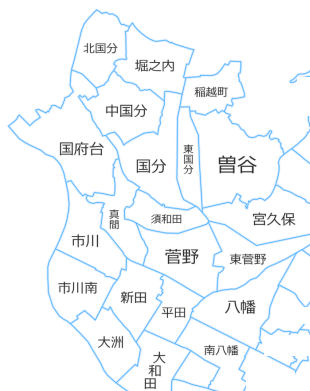 北国分
堀之内
稲越町
中国分
国府台
国分
東国分
曽谷
真間
須和田
宮久保
市川
菅野
東菅野
市川南
新田
平田
八幡
大洲
大和田
南八幡